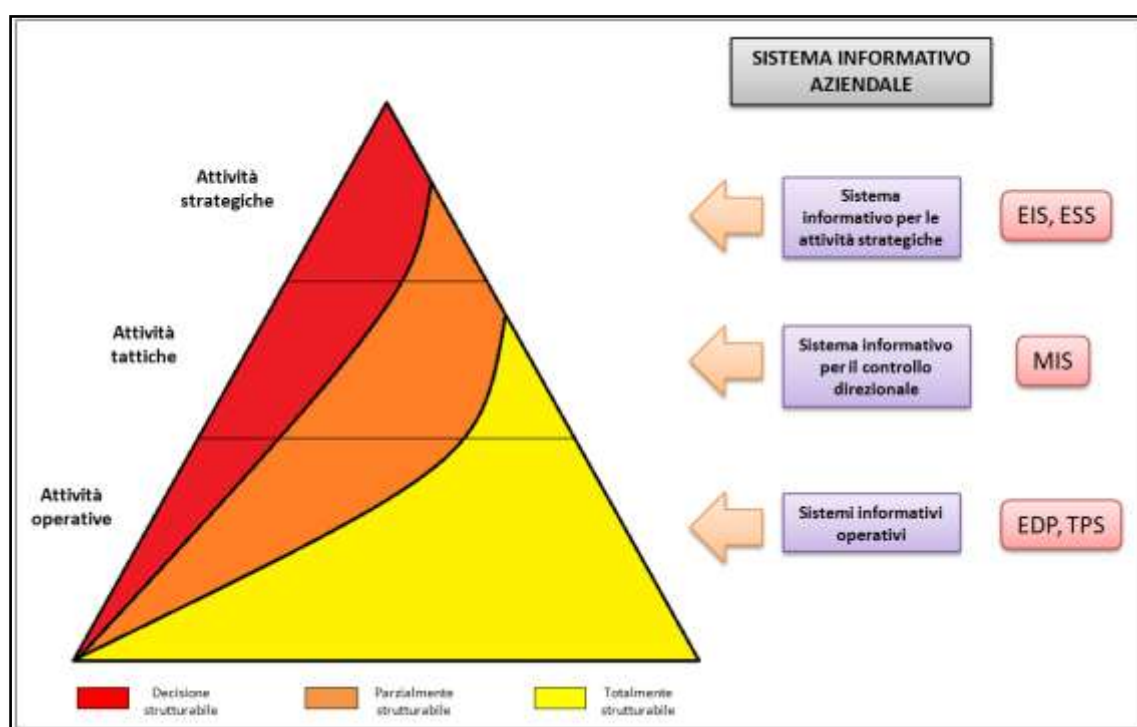 SISTEMA INFORMATIVO
AZIENDALE
Attività
strategiche
Sistema
informativo per le
attività strategiche
EIS, ESS
Attività
tattiche
Sistema informativo
per il controllo
direzionale
MIS
Attività
operative
Sistemi informativi
operativi
EDP, TPS
Decisione
strutturabile
Parzialmente
strutturabile
Totalmente
strutturabile